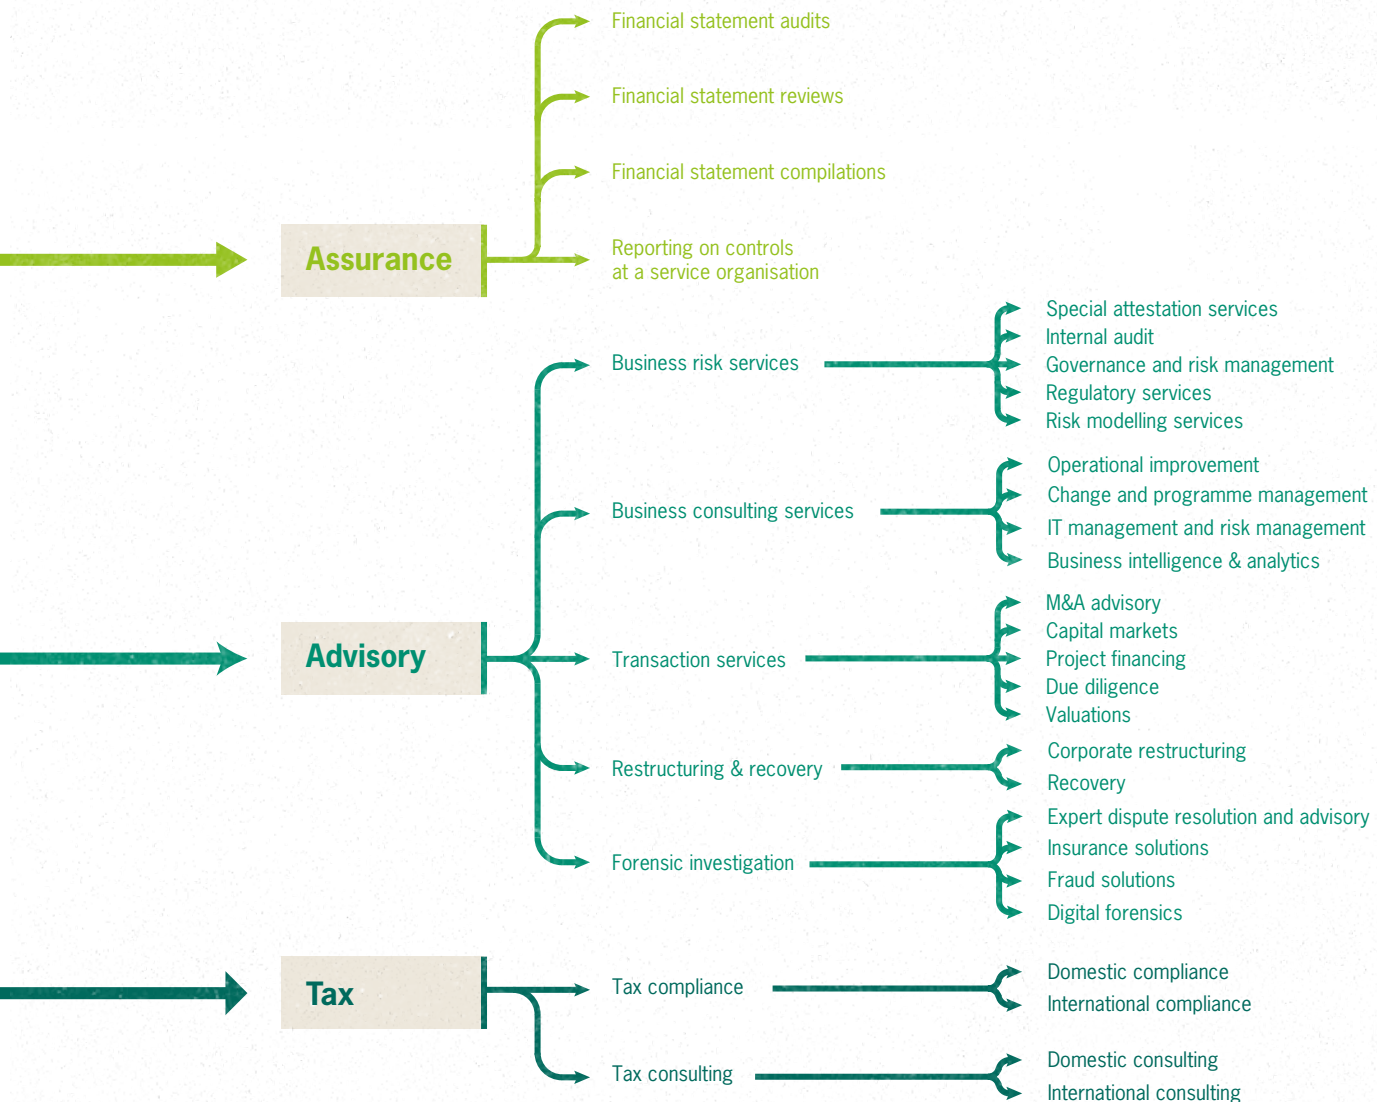 Financial statement audits
Financial statement reviews
Financial statement compilations
Assurance
Reporting on controls
at a service organisation
Business risk services
Special attestation services
Internal audit
Governance and risk management
Regulatory services
Risk modelling services
Business consulting services
Operational improvement
Change and programme management
IT management and risk management
Business intelligence & analytics
Advisory
Transaction services
M&A advisory
Capital markets
Project financing
Due diligence
Valuations
Restructuring & recovery
Corporate restructuring
Recovery
Forensic investigation
Expert dispute resolution and advisory
Insurance solutions
Fraud solutions
Digital forensics
Tax
Tax compliance
Domestic compliance
International compliance
Tax consulting
Domestic consulting
International consulting